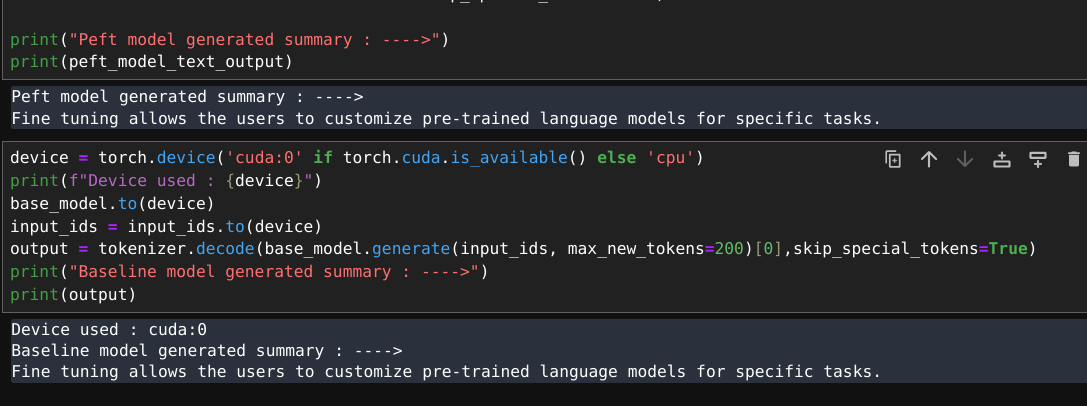 print("Peft model generated summary : ---->")
print(peft_model_text_output)
Peft model generated summary : ---->
Fine tuning allows the users to customize pre-trained language models for specific tasks.
device = torch.device('cuda:0' if torch.cuda.is_available() else 'cpu')
print(f"Device used : {device}")
base_model.to(device)
input_ids = input_ids.to(device)
output = tokenizer.decode(base_model.generate(input_ids, max_new_tokens=200)[0],skip_special_tokens=True)
print("Baseline model generated summary : ---->")
print(output)
Device used : cuda:0
Baseline model generated summary : ---->
Fine tuning allows the users to customize pre-trained language models for specific tasks.